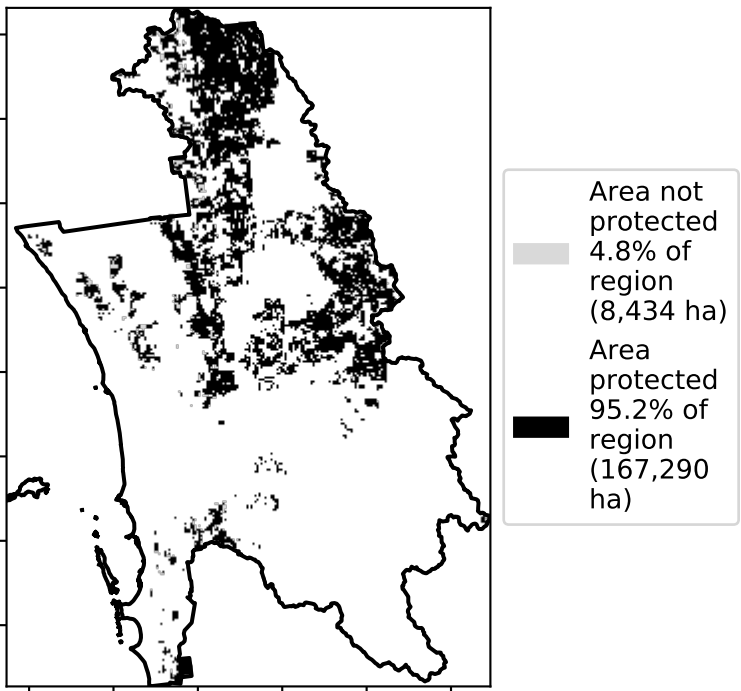 Area not
protected
4.8% of
region
(8,434 ha)
Area
protected
95.2% of
region
(167,290
ha)